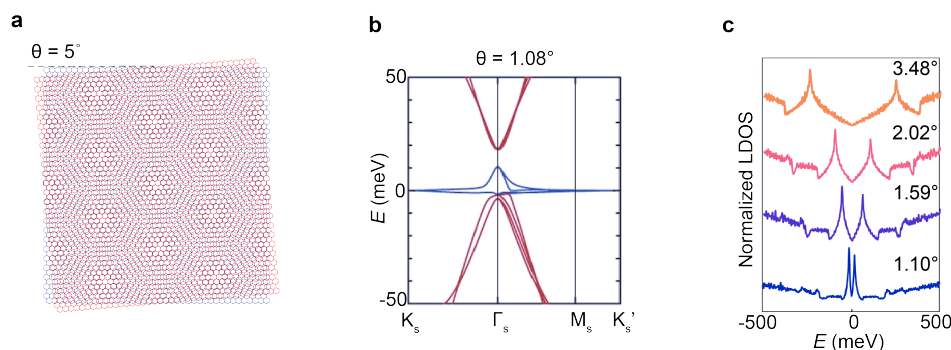 a
θ = 5°
b
θ = 1.08°
50
0
-50
E (meV)
Kₛ
Γₛ
Mₛ
Kₛ’
c
3.48°
2.02°
1.59°
1.10°
Normalized LDOS
-500
0
500
E (meV)